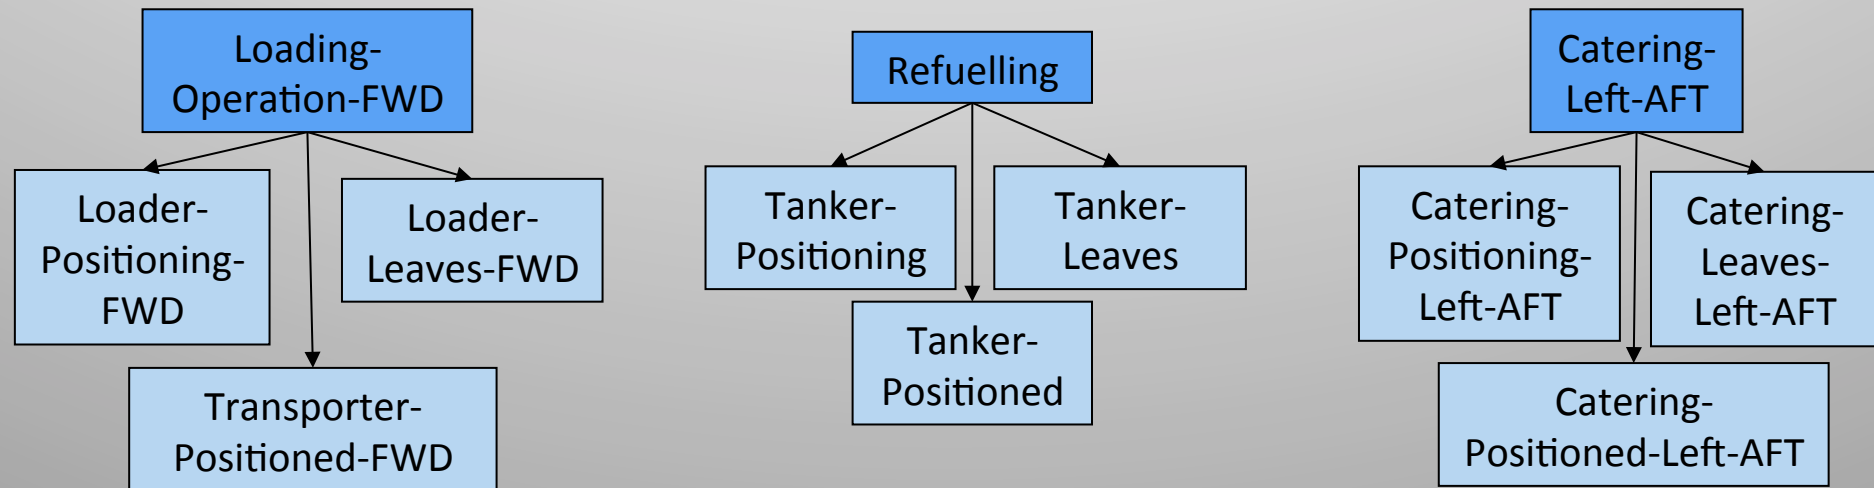 Loading-
Operation-FWD
Loader-
Positioning-
FWD
Loader-
Leaves-FWD
Transporter-
Positioned-FWD
Refuelling
Tanker-
Positioning
Tanker-
Leaves
Tanker-
Positioned
Catering-
Left-AFT
Catering-
Positioning-
Left-AFT
Catering-
Leaves-
Left-AFT
Catering-
Positioned-Left-AFT